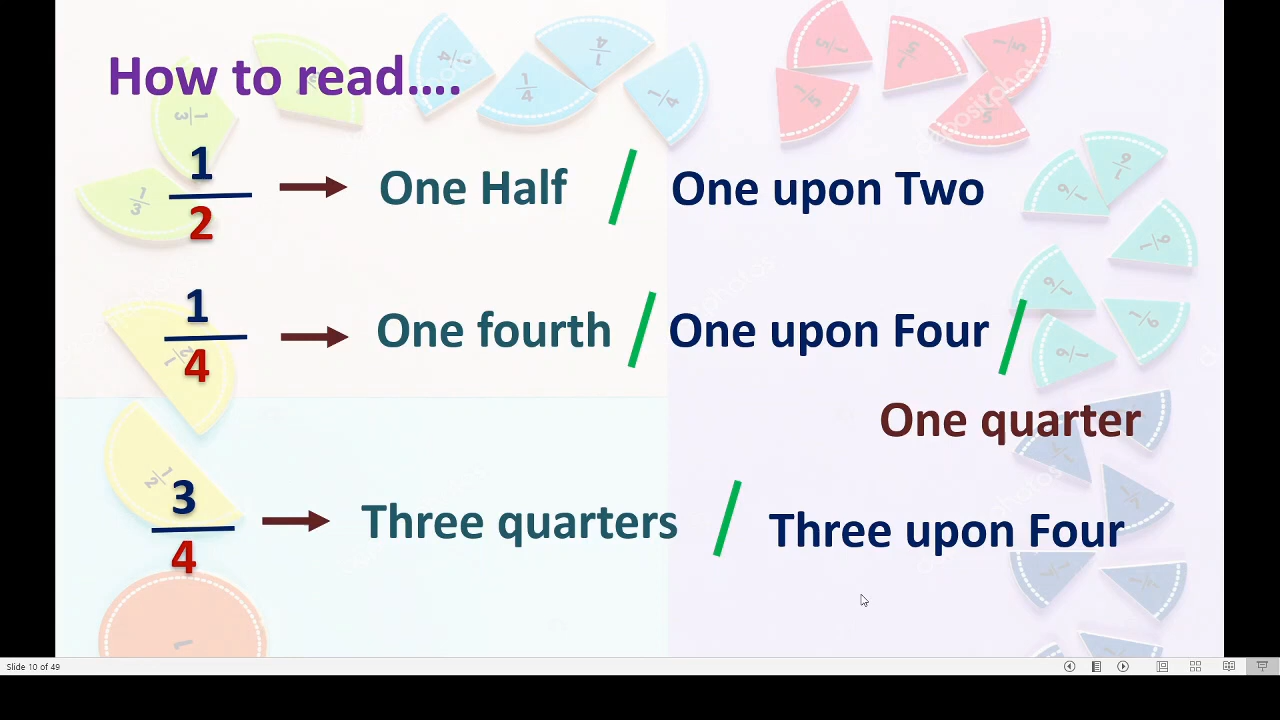 How to read....
1
2
One Half / One upon Two
1
4
One fourth / One upon Four /
One quarter
3
4
Three quarters / Three upon Four
Slide 10 of 49